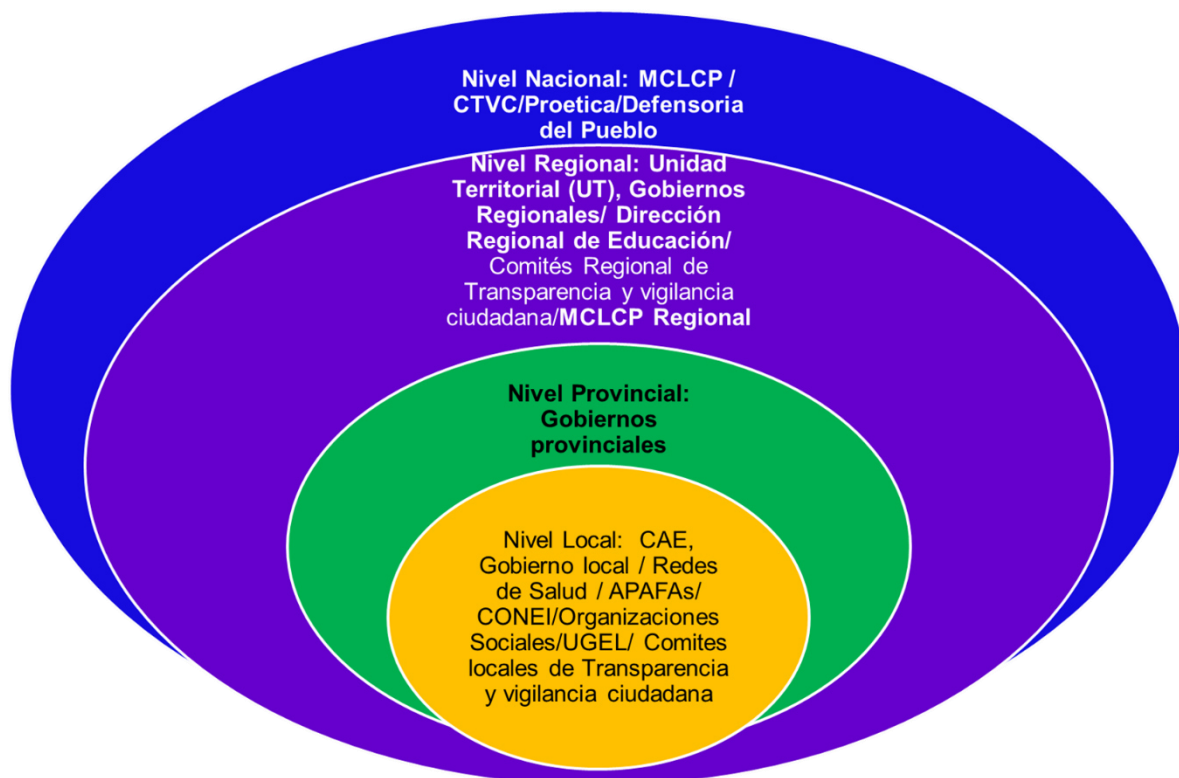 Nivel Nacional: MCLCP /
CTVC/Proetica/Defensoria
del Pueblo
Nivel Regional: Unidad
Territorial (UT), Gobiernos
Regionales/ Dirección
Regional de Educación/
Comités Regional de
Transparencia y vigilancia
ciudadana/MCLCP Regional
Nivel Provincial:
Gobiernos
provinciales
Nivel Local: CAE,
Gobierno local / Redes
de Salud / APAFAs/
CONEI/Organizaciones
Sociales/UGEL/ Comites
locales de Transparencia
y vigilancia ciudadana